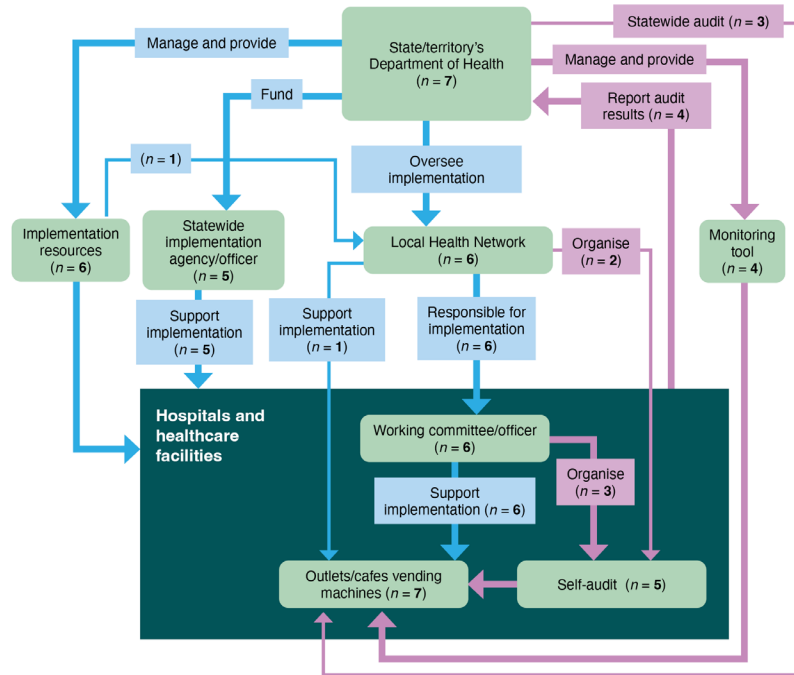 Statewide audit (n = 3)
Manage and provide
State/territory's
Department of Health
(n = 7)
Manage and provide
Fund
Report audit
results (n = 4)
(n = 1)
Oversee
implementation
Implementation
resources
(n = 6)
Statewide
implementation
agency/officer
(n = 5)
Local Health Network
(n = 6)
Organise
(n = 2)
Monitoring
tool
(n = 4)
Support
implementation
(n = 5)
Support
implementation
(n = 1)
Responsible for
implementation
(n = 6)
Hospitals and
healthcare
facilities
Working committee/officer
(n = 6)
Organise
(n = 3)
Support
implementation (n = 6)
Outlets/cafes vending
machines (n = 7)
Self-audit (n = 5)